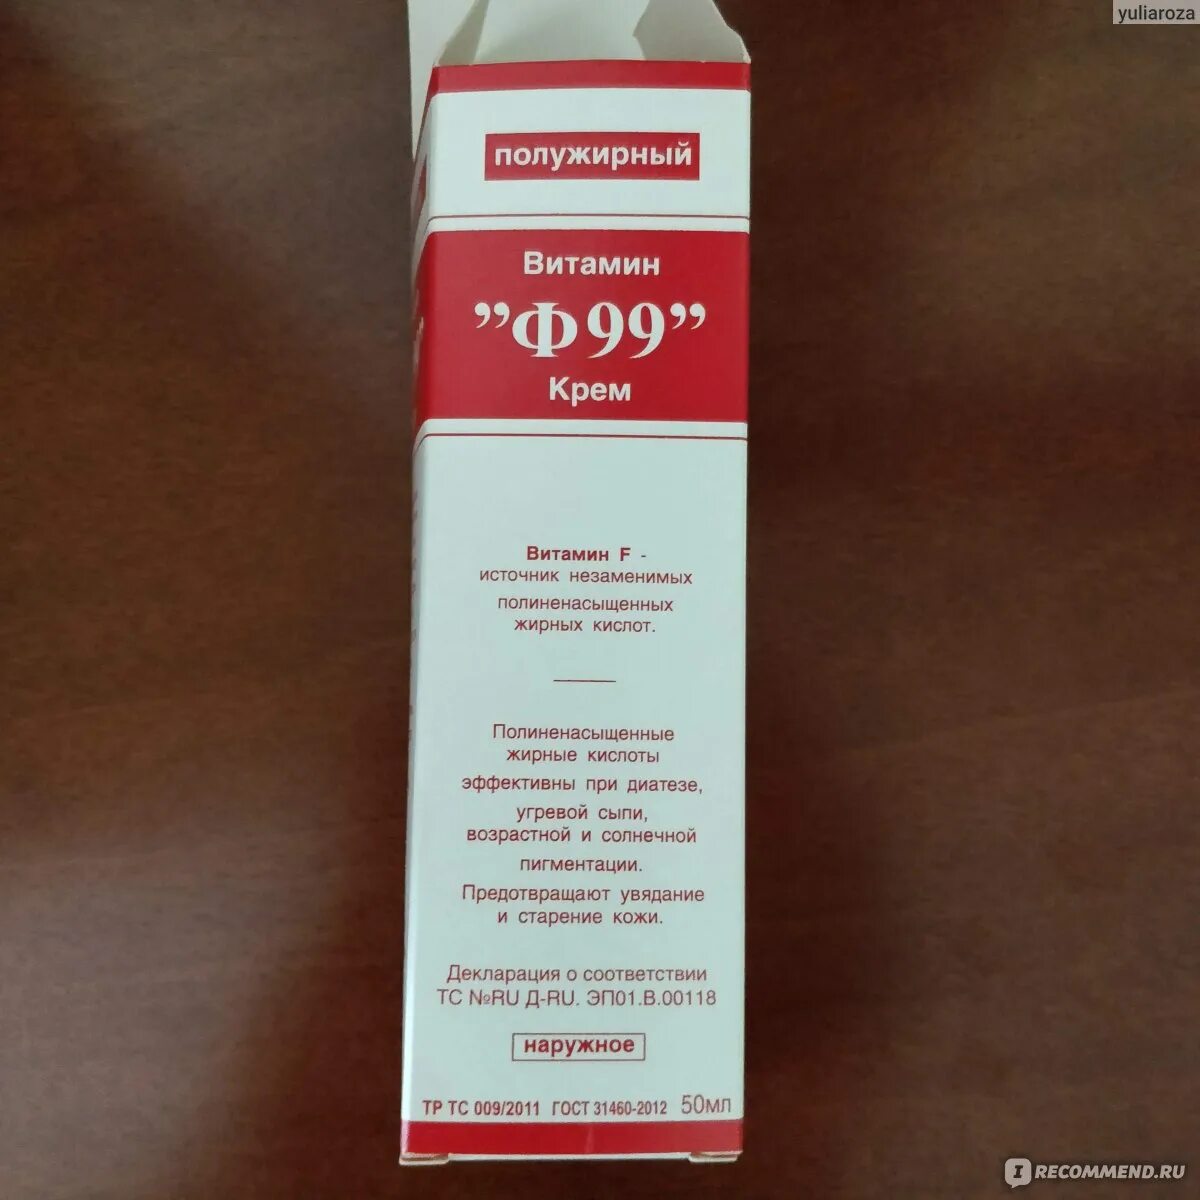 yuliaroza
полужирный
Витамин
”Ф99”
Крем
Витамин F -
источник незаменимых
полиненасыщенных
жирных кислот.
Полиненасыщенные
жирные кислоты
эффективны при диатезе,
угревой сыпи,
возрастной и солнечной
пигментации.
Предотвращают увядание
и старение кожи.
Декларация о соответствии
ТС №RU Д-RU. ЭП01.В.00118
наружное
ТР ТС 009/2011 ГОСТ 31460-2012 50мл
I RECOMMEND.RU